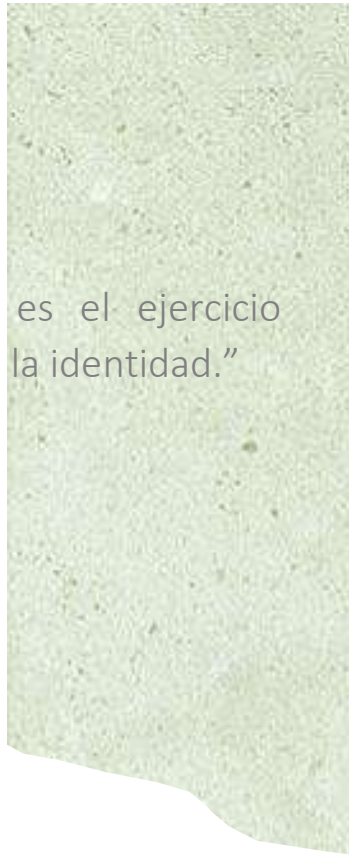 es el ejercicio
la identidad.”